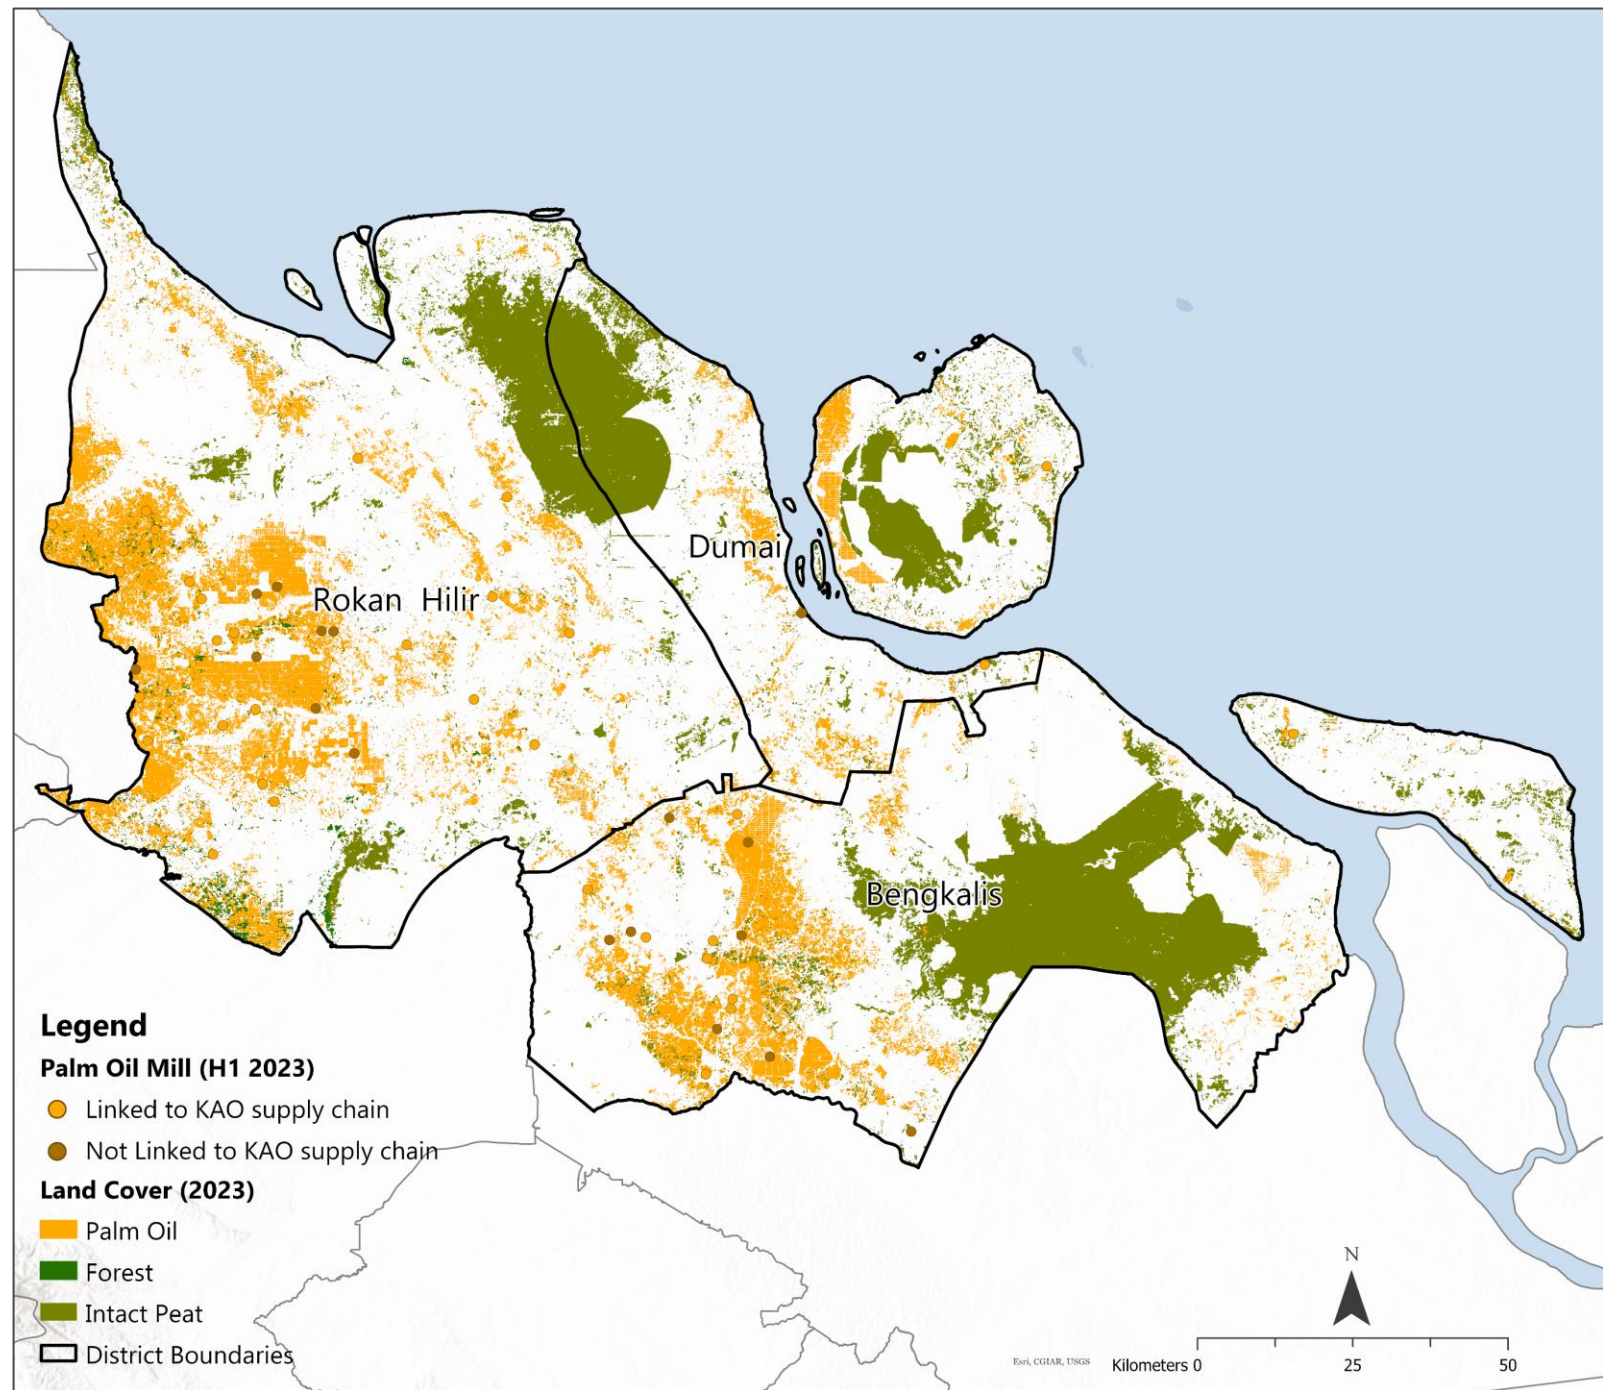 Dumai
Rokan Hilir
Bengkalis
Legend
Palm Oil Mill (H1 2023)
Linked to KAO supply chain
Not Linked to KAO supply chain
Land Cover (2023)
Palm Oil
Forest
Intact Peat
District Boundaries
N
Esri, CGIAR, USGS
Kilometers 0 25 50